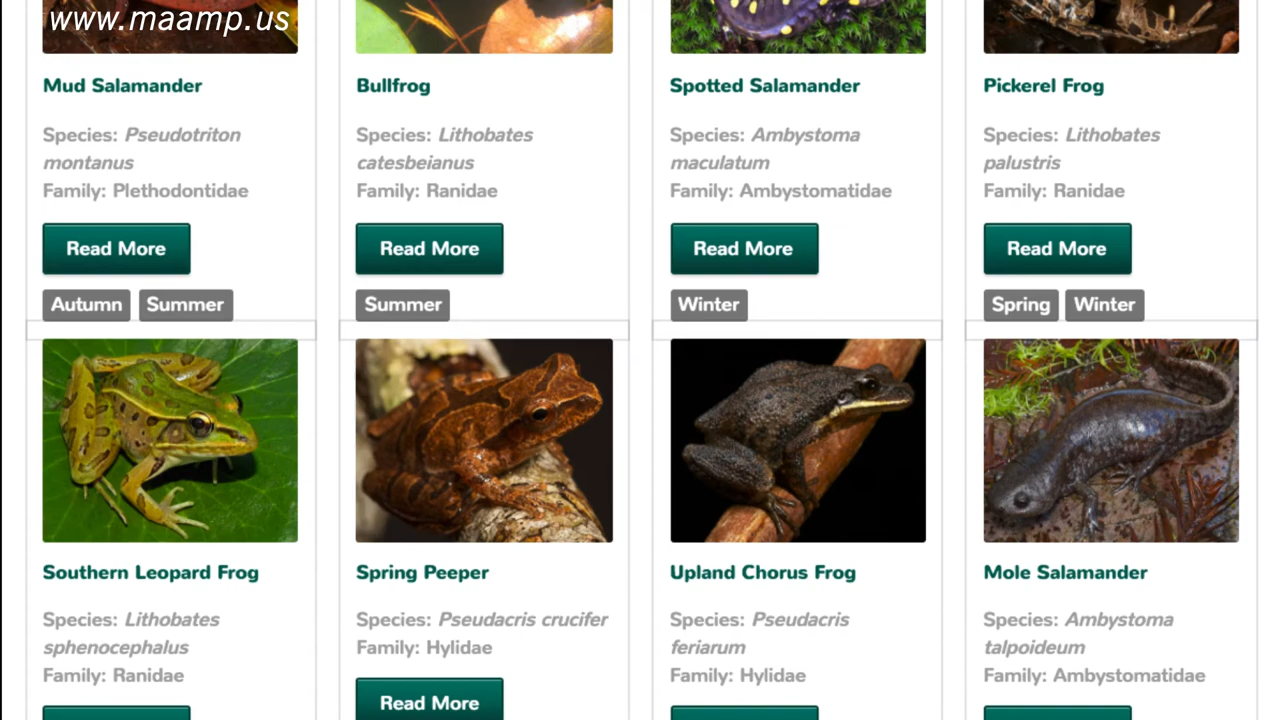 www.maamp.us
Mud Salamander
Species: Pseudotriton
montanus
Family: Plethodontidae
Read More
Autumn Summer
Bullfrog
Species: Lithobates
catesbeianus
Family: Ranidae
Read More
Summer
Spotted Salamander
Species: Ambystoma
maculatum
Family: Ambystomatidae
Read More
Winter
Pickerel Frog
Species: Lithobates
palustris
Family: Ranidae
Read More
Spring Winter
Southern Leopard Frog
Species: Lithobates
sphenocephalus
Family: Ranidae
Spring Peeper
Species: Pseudacris crucifer
Family: Hylidae
Read More
Upland Chorus Frog
Species: Pseudacris
feriarum
Family: Hylidae
Mole Salamander
Species: Ambystoma
talpoideum
Family: Ambystomatidae